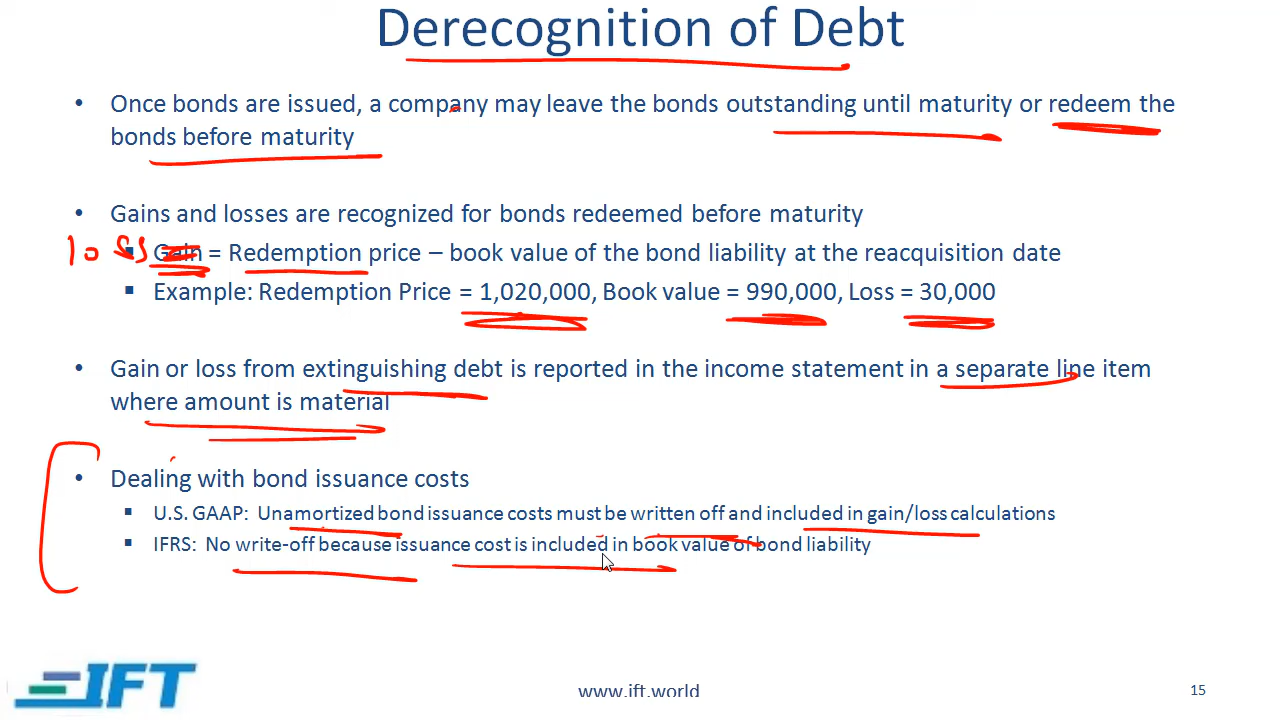 Derecognition of Debt
• Once bonds are issued, a company may leave the bonds outstanding until maturity or redeem the
bonds before maturity
• Gains and losses are recognized for bonds redeemed before maturity
loss
▪ Gain = Redemption price – book value of the bond liability at the reacquisition date
▪ Example: Redemption Price = 1,020,000, Book value = 990,000, Loss = 30,000
• Gain or loss from extinguishing debt is reported in the income statement in a separate line item
where amount is material
• Dealing with bond issuance costs
▪ U.S. GAAP: Unamortized bond issuance costs must be written off and included in gain/loss calculations
▪ IFRS: No write-off because issuance cost is included in book value of bond liability
IFT
www.ift.world
15